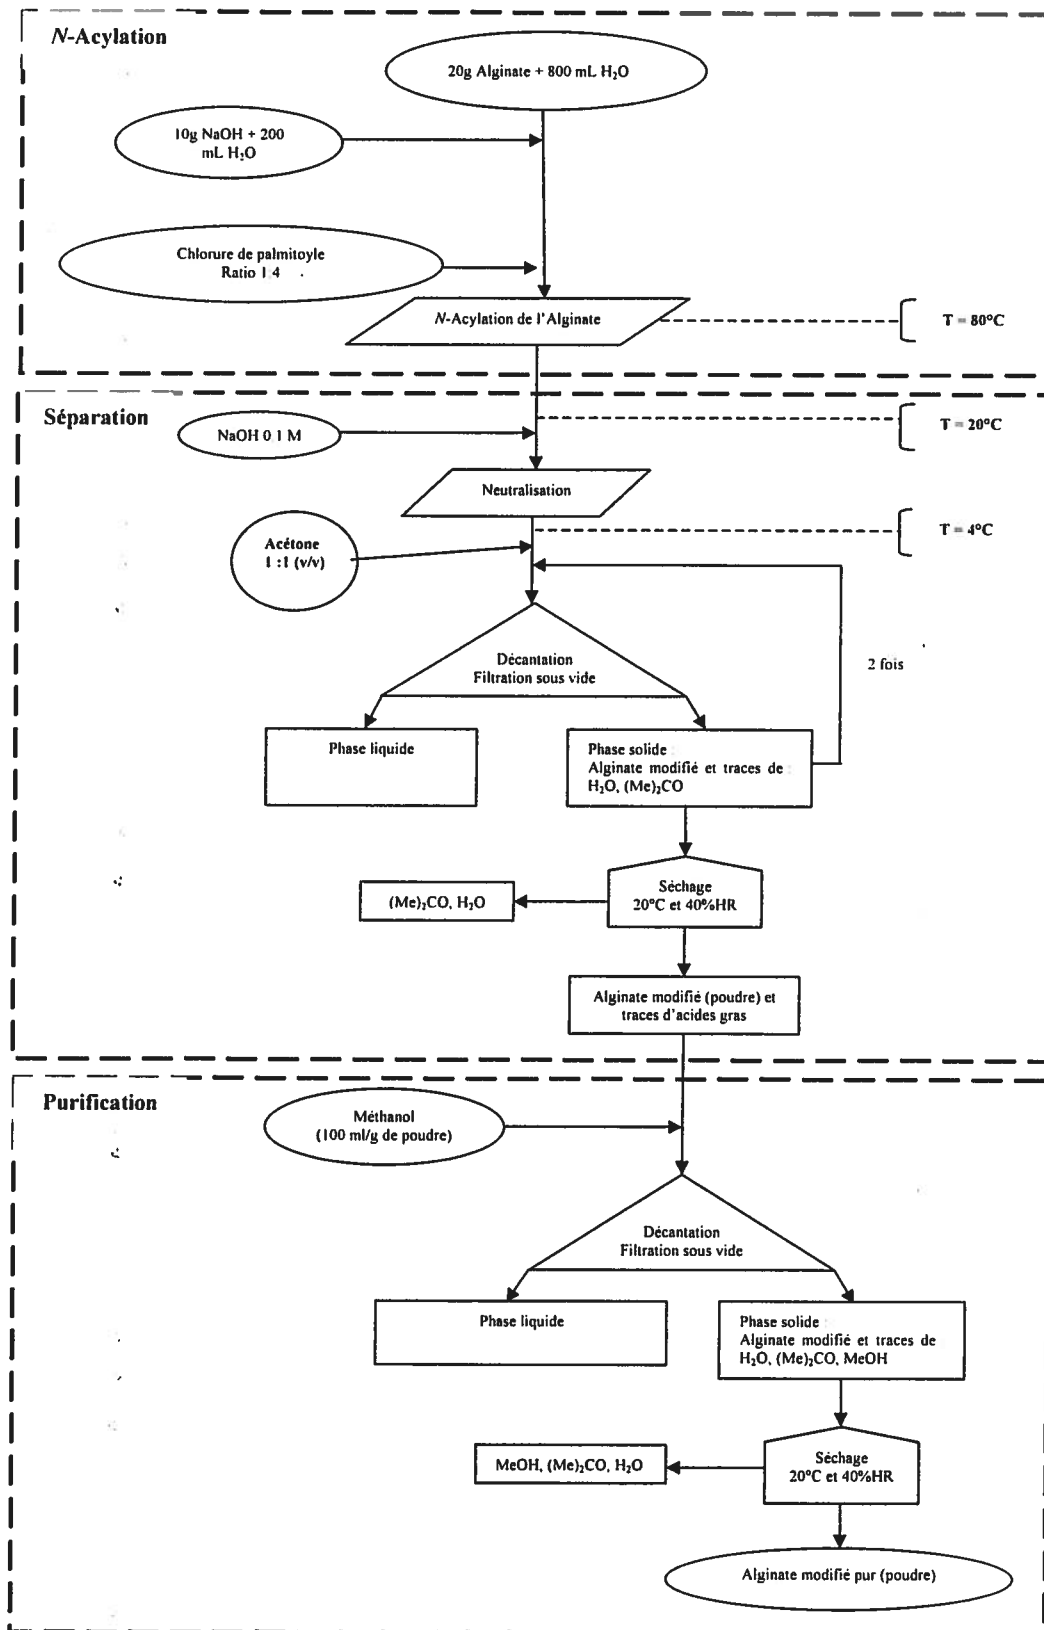 N-Acylation
20g Alginate + 800 mL H₂O
10g NaOH + 200
mL H₂O
Chlorure de palmitoyle
Ratio 1:4
N-Acylation de l'Alginate
T = 80°C
Séparation
T = 20°C
NaOH 0 1 M
Neutralisation
T = 4°C
Acétone
1 :1 (v/v)
2 fois
Décantation
Filtration sous vide
Phase liquide
Phase solide :
Alginate modifié et traces de :
H₂O, (Me)₂CO
Séchage
20°C et 40%HR
(Me)₂CO, H₂O
Alginate modifié (poudre) et
traces d'acides gras
Purification
Méthanol
(100 ml/g de poudre)
Décantation
Filtration sous vide
Phase liquide
Phase solide :
Alginate modifié et traces de
H₂O, (Me)₂CO, MeOH
Séchage
20°C et 40%HR
MeOH, (Me)₂CO, H₂O
Alginate modifié pur (poudre)